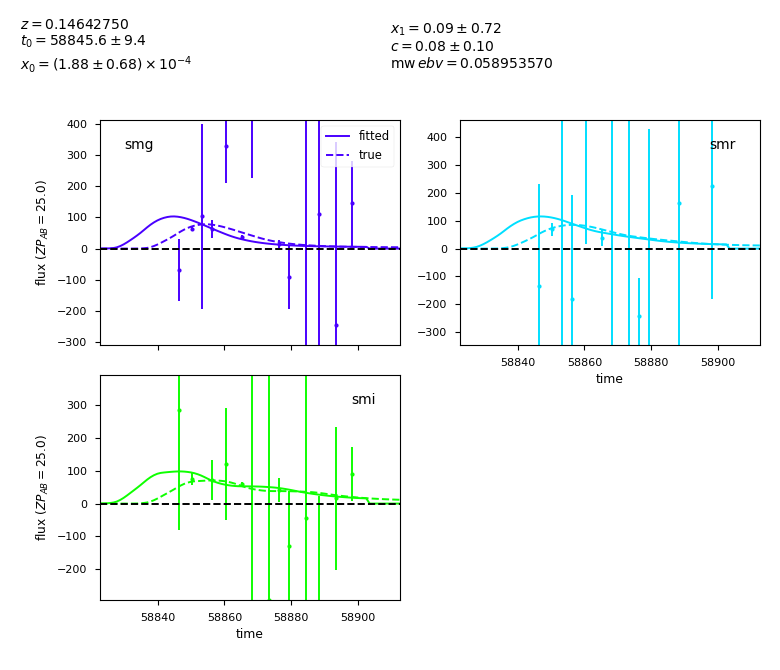 z = 0.14642750
t₀ = 58845.6 ± 9.4
x₀ = (1.88 ± 0.68) × 10⁻⁴
x₁ = 0.09 ± 0.72
c = 0.08 ± 0.10
mw ebv = 0.058953570
smg
fitted
true
flux (ZP_AB = 25.0)
400
300
200
100
0
−100
−200
−300
smr
400
300
200
100
0
−100
−200
−300
58840 58860 58880 58900
time
smi
flux (ZP_AB = 25.0)
300
200
100
0
−100
−200
58840 58860 58880 58900
time